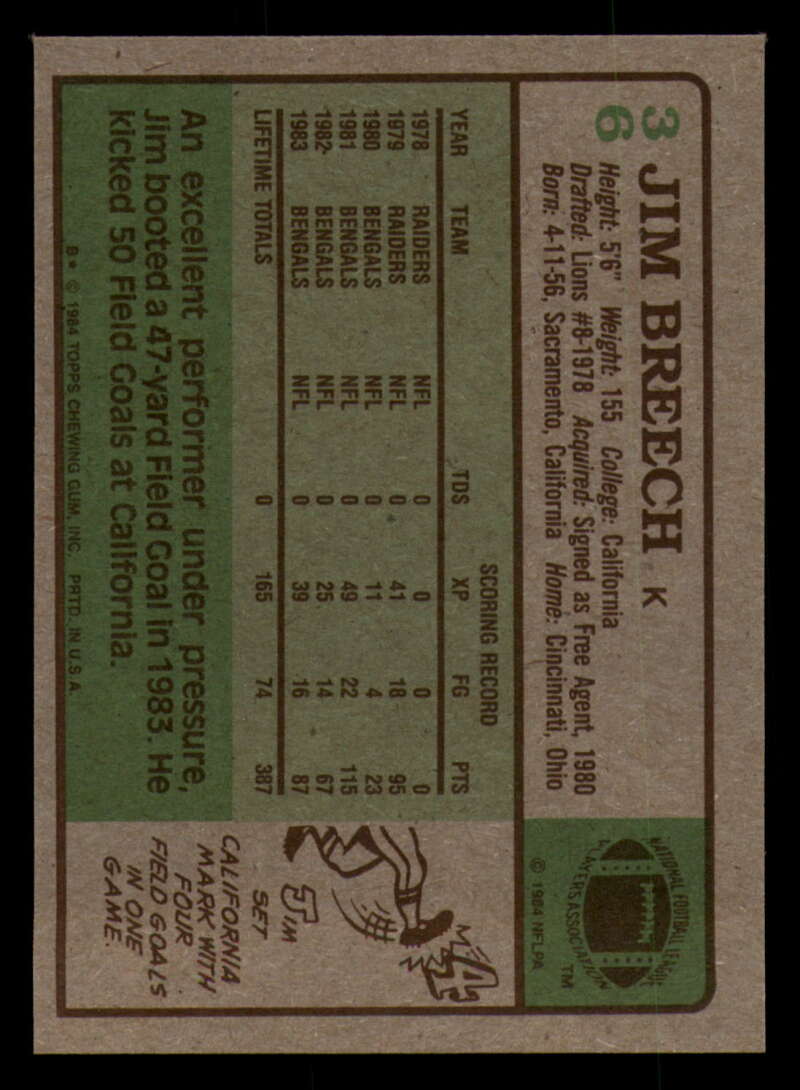 36
JIM BREECH K
Height: 5'6" Weight: 155 College: California
Drafted: Lions #8-1978 Acquired: Signed as Free Agent, 1980
Born: 4-11-56, Sacramento, California Home: Cincinnati, Ohio
NATIONAL FOOTBALL LEAGUE
PLAYERS ASSOCIATION
TM
© 1984 NFLPA
SCORING RECORD
YEAR TEAM TDS XP FG PTS
1978 RAIDERS NFL 0 0 0 0
1979 RAIDERS NFL 0 41 18 95
1980 BENGALS NFL 0 11 4 23
1981 BENGALS NFL 0 49 22 115
1982 BENGALS NFL 0 25 14 67
1983 BENGALS NFL 0 39 16 87
LIFETIME TOTALS 0 165 74 387
An excellent performer under pressure,
Jim booted a 47-yard Field Goal in 1983. He
kicked 50 Field Goals at California.
B* © 1984 TOPPS CHEWING GUM, INC. PRTD. IN U.S.A.
JIM
SET
CALIFORNIA
MARK WITH
FOUR
FIELD GOALS
IN ONE
GAME.